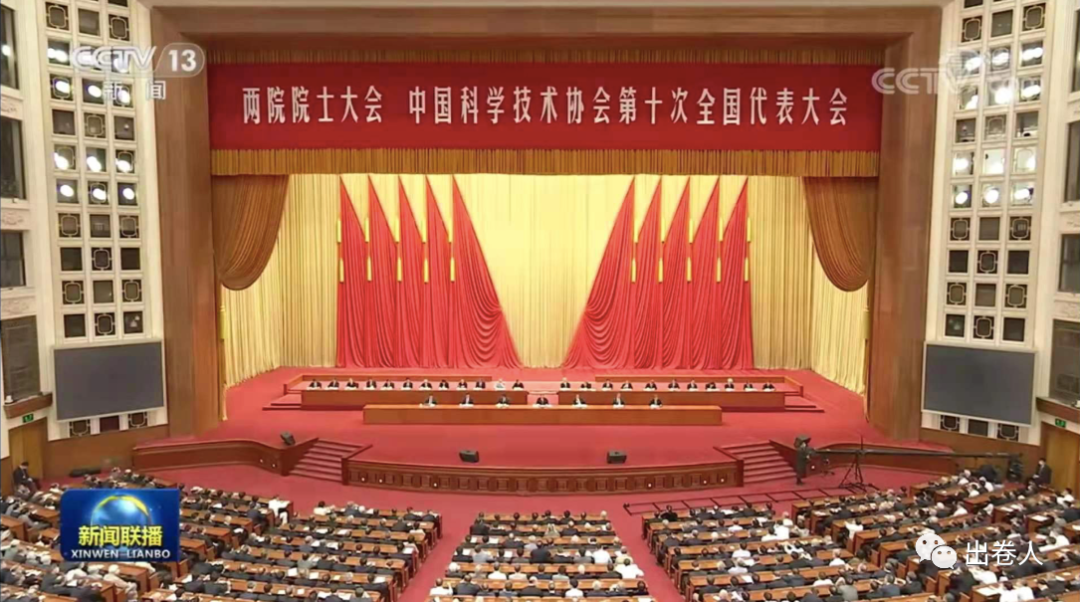 CCTV 13
新闻
CCTV
两院院士大会 中国科学技术协会第十次全国代表大会
新闻联播
XINWEN LIANBO
出卷人